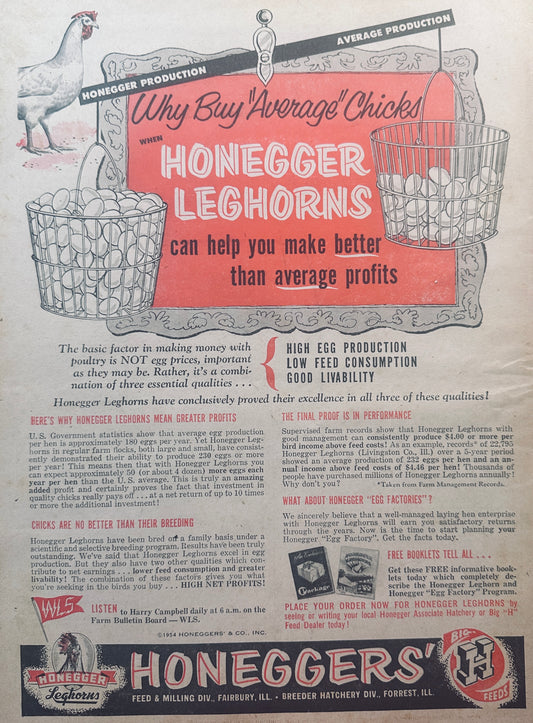 HONEGGER PRODUCTION
AVERAGE PRODUCTION
Why Buy "Average" Chicks
WHEN
HONEGGER
LEGHORNS
can help you make better
than average profits
The basic factor in making money with
poultry is NOT egg prices, important
as they may be. Rather, it's a combi-
nation of three essential qualities . . .
HIGH EGG PRODUCTION
LOW FEED CONSUMPTION
GOOD LIVABILITY
Honegger Leghorns have conclusively proved their excellence in all three of these qualities!
HERE'S WHY HONEGGER LEGHORNS MEAN GREATER PROFITS
U.S. Government statistics show that average egg production
per hen is approximately 180 eggs per year. Yet Honegger Leg-
horns in regular farm flocks, both large and small, have consist-
ently demonstrated their ability to produce 230 eggs or more
per year! This means then that with Honegger Leghorns you
can expect approximately 50 (or about 4 dozen) more eggs each
year per hen than the U.S. average. This is truly an amazing
added profit and certainly proves the fact that investment in
quality chicks really pays off . . . at a net return of up to 10 times
or more the additional investment!
CHICKS ARE NO BETTER THAN THEIR BREEDING
Honegger Leghorns have been bred on a family basis under a
scientific and selective breeding program. Results have been truly
outstanding. We've said that Honegger Leghorns excel in egg
production. But they also have two other qualities which con-
tribute to net earnings . . . lower feed consumption and greater
livability! The combination of these factors gives you what
you're seeking in the birds you buy . . . HIGH NET PROFITS!
WLS
LISTEN to Harry Campbell daily at 6 a.m. on the
Farm Bulletin Board — WLS.
THE FINAL PROOF IS IN PERFORMANCE
Supervised farm records show that Honegger Leghorns with
good management can consistently produce $4.00 or more per
bird income above feed costs! As an example, records* of 22,795
Honegger Leghorns (Livingston Co., Ill.) over a 5-year period
showed an average production of 232 eggs per hen and an an-
nual income above feed costs of $4.46 per hen! Thousands of
people have purchased millions of Honegger Leghorns annually!
Why don't you?
*Taken from Farm Management Records.
WHAT ABOUT HONEGGER "EGG FACTORIES"?
We sincerely believe that a well-managed laying hen enterprise
with Honegger Leghorns will earn you satisfactory returns
through the years. Now is the time to start planning your
Honegger "Egg Factory". Get the facts today.
FREE BOOKLETS TELL ALL . . .
Get these FREE informative book-
lets today which completely de-
scribe the Honegger Leghorn and
Honegger "Egg Factory" Program.
PLACE YOUR ORDER NOW FOR HONEGGER LEGHORNS by
seeing or writing your local Honegger Associate Hatchery or Big "H"
Feed Dealer today!
©1954 HONEGGERS' & CO., INC.
HONEGGER
Leghorns
HONEGGERS'
FEED & MILLING DIV., FAIRBURY, ILL. - BREEDER HATCHERY DIV., FORREST, ILL.
BIG
H
FEEDS